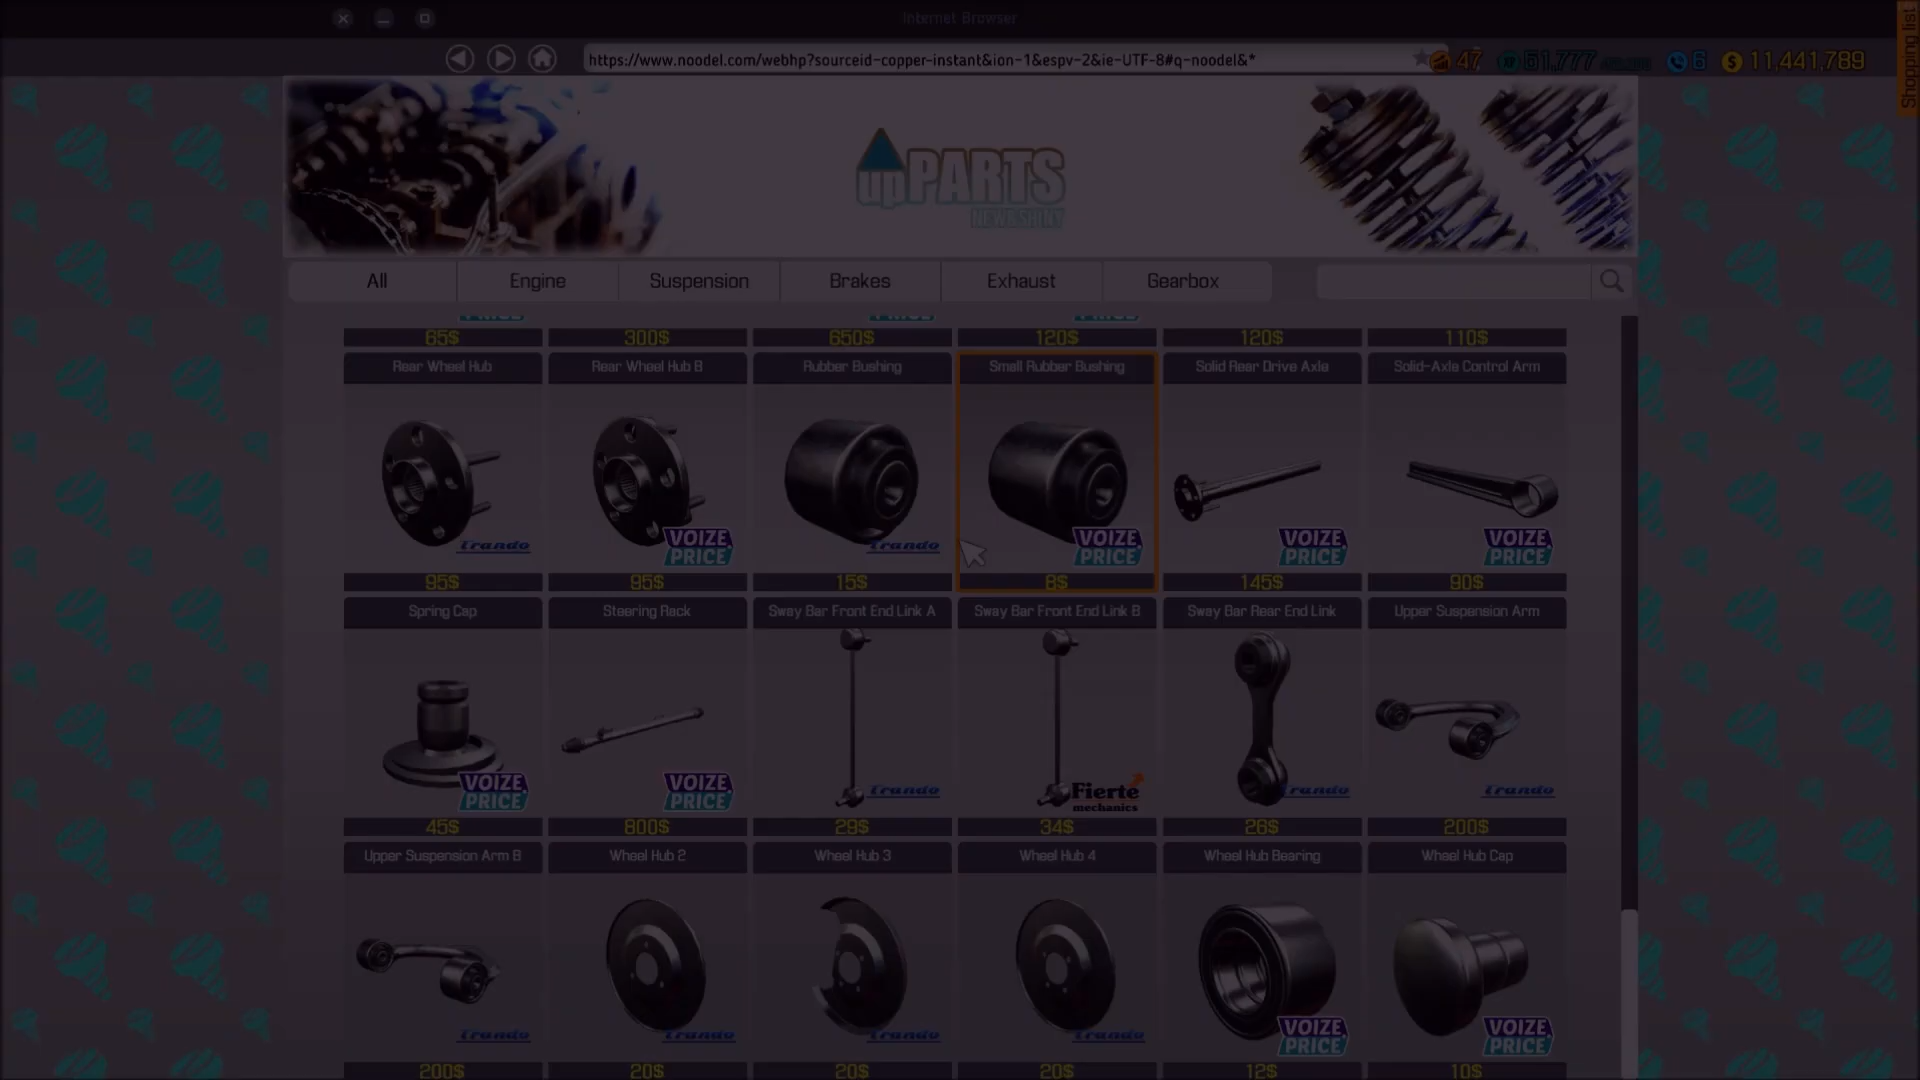 Internet Browser
https://www.noodel.com/webhp?sourceid-copper-instant&ion-1&espv-2&ie-UTF-8#q-noodel&*
47
XP 51,777
6
$ 11,441,789
Shopping list
upPARTS
NEW&SHINY
All Engine Suspension Brakes Exhaust Gearbox
65$ 300$ 650$ 120$ 120$ 110$
Rear Wheel Hub Rear Wheel Hub B Rubber Bushing Small Rubber Bushing Solid Rear Drive Axle Solid-Axle Control Arm
Trando VOIZE PRICE Trando VOIZE PRICE VOIZE PRICE VOIZE PRICE
95$ 95$ 15$ 8$ 145$ 90$
Spring Cap Steering Rack Sway Bar Front End Link A Sway Bar Front End Link B Sway Bar Rear End Link Upper Suspension Arm
VOIZE PRICE VOIZE PRICE Trando Fierte mechanics Trando Trando
45$ 800$ 29$ 34$ 26$ 200$
Upper Suspension Arm B Wheel Hub 2 Wheel Hub 3 Wheel Hub 4 Wheel Hub Bearing Wheel Hub Cap
Trando Trando Trando Trando VOIZE PRICE VOIZE PRICE
200$ 20$ 20$ 20$ 12$ 10$